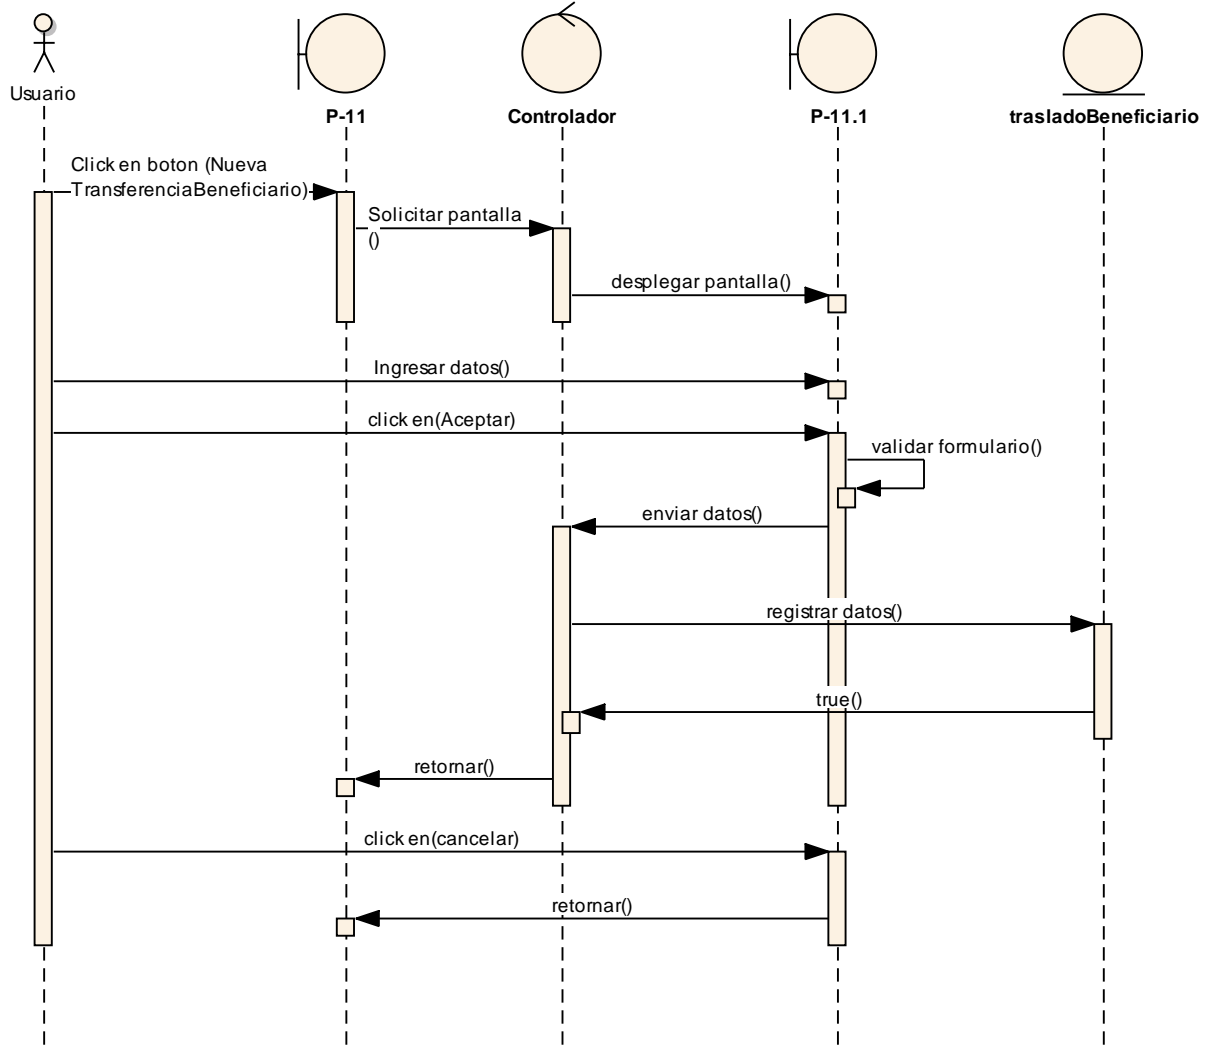 Usuario
P-11
Controlador
P-11.1
trasladoBeneficiario
Click en boton (Nueva
TransferenciaBeneficiario)
Solicitar pantalla
()
desplegar pantalla()
Ingresar datos()
click en(Aceptar)
validar formulario()
enviar datos()
registrar datos()
true()
retornar()
click en(cancelar)
retornar()